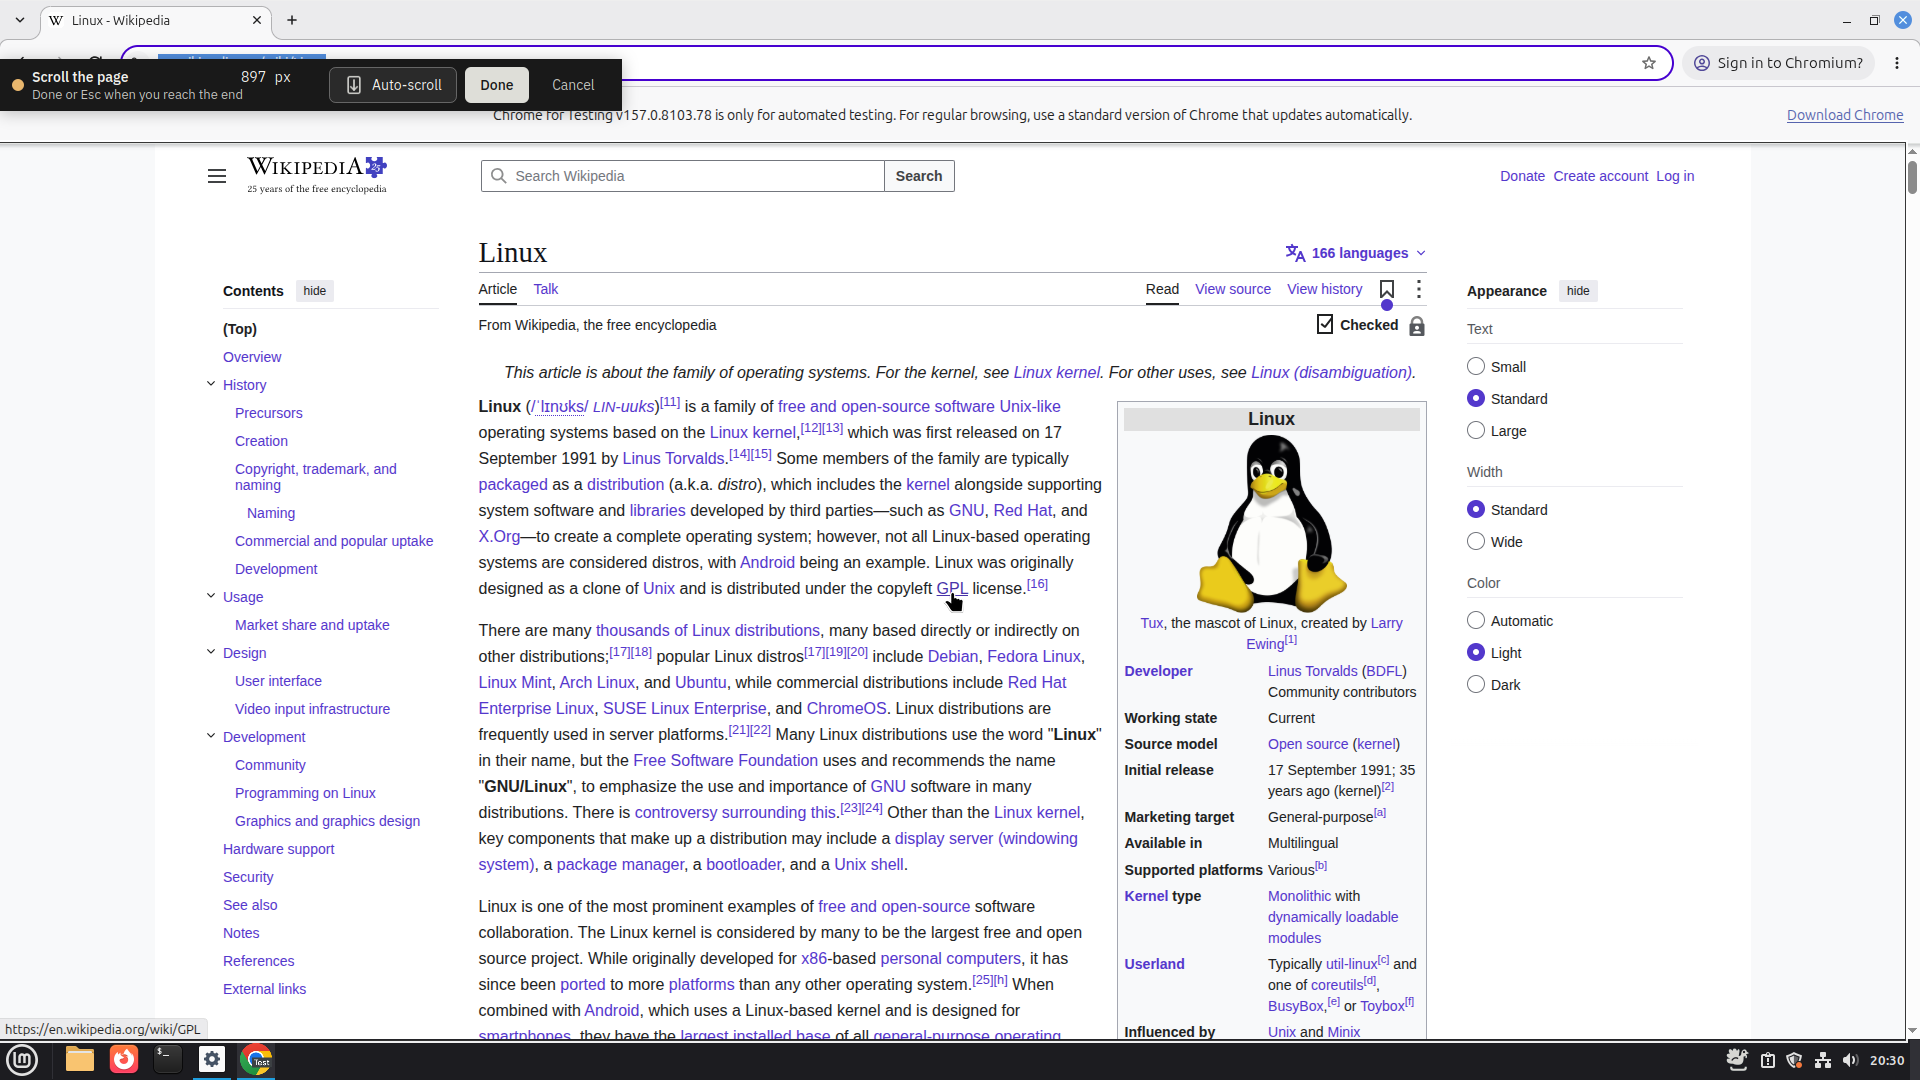 Linux - Wikipedia
Scroll the page
897 px
Done or Esc when you reach the end
Auto-scroll
Done
Cancel
Sign in to Chromium?
Chrome for Testing v157.0.8103.78 is only for automated testing. For regular browsing, use a standard version of Chrome that updates automatically.
Download Chrome
WIKIPEDIA
25
25 years of the free encyclopedia
Search Wikipedia
Search
Donate
Create account
Log in
Linux
166 languages
Contents
hide
(Top)
Overview
History
Precursors
Creation
Copyright, trademark, and
naming
Naming
Commercial and popular uptake
Development
Usage
Market share and uptake
Design
User interface
Video input infrastructure
Development
Community
Programming on Linux
Graphics and graphics design
Hardware support
Security
See also
Notes
References
External links
Article
Talk
Read
View source
View history
From Wikipedia, the free encyclopedia
Checked
This article is about the family of operating systems. For the kernel, see Linux kernel. For other uses, see Linux (disambiguation).
Linux (/ˈlɪnʊks/ LIN-uuks)[11] is a family of free and open-source software Unix-like
operating systems based on the Linux kernel,[12][13] which was first released on 17
September 1991 by Linus Torvalds.[14][15] Some members of the family are typically
packaged as a distribution (a.k.a. distro), which includes the kernel alongside supporting
system software and libraries developed by third parties—such as GNU, Red Hat, and
X.Org—to create a complete operating system; however, not all Linux-based operating
systems are considered distros, with Android being an example. Linux was originally
designed as a clone of Unix and is distributed under the copyleft GPL license.[16]
There are many thousands of Linux distributions, many based directly or indirectly on
other distributions;[17][18] popular Linux distros[17][19][20] include Debian, Fedora Linux,
Linux Mint, Arch Linux, and Ubuntu, while commercial distributions include Red Hat
Enterprise Linux, SUSE Linux Enterprise, and ChromeOS. Linux distributions are
frequently used in server platforms.[21][22] Many Linux distributions use the word "Linux"
in their name, but the Free Software Foundation uses and recommends the name
"GNU/Linux", to emphasize the use and importance of GNU software in many
distributions. There is controversy surrounding this.[23][24] Other than the Linux kernel,
key components that make up a distribution may include a display server (windowing
system), a package manager, a bootloader, and a Unix shell.
Linux is one of the most prominent examples of free and open-source software
collaboration. The Linux kernel is considered by many to be the largest free and open
source project. While originally developed for x86-based personal computers, it has
since been ported to more platforms than any other operating system.[25][h] When
combined with Android, which uses a Linux-based kernel and is designed for
smartphones, they have the largest installed base of all general-purpose operating
Linux
Tux, the mascot of Linux, created by Larry
Ewing[1]
Developer
Linus Torvalds (BDFL)
Community contributors
Working state
Current
Source model
Open source (kernel)
Initial release
17 September 1991; 35
years ago (kernel)[2]
Marketing target
General-purpose[a]
Available in
Multilingual
Supported platforms
Various[b]
Kernel type
Monolithic with
dynamically loadable
modules
Userland
Typically util-linux[c] and
one of coreutils[d],
BusyBox,[e] or Toybox[f]
Influenced by
Unix and Minix
Appearance
hide
Text
Small
Standard
Large
Width
Standard
Wide
Color
Automatic
Light
Dark
https://en.wikipedia.org/wiki/GPL
Test
20:30